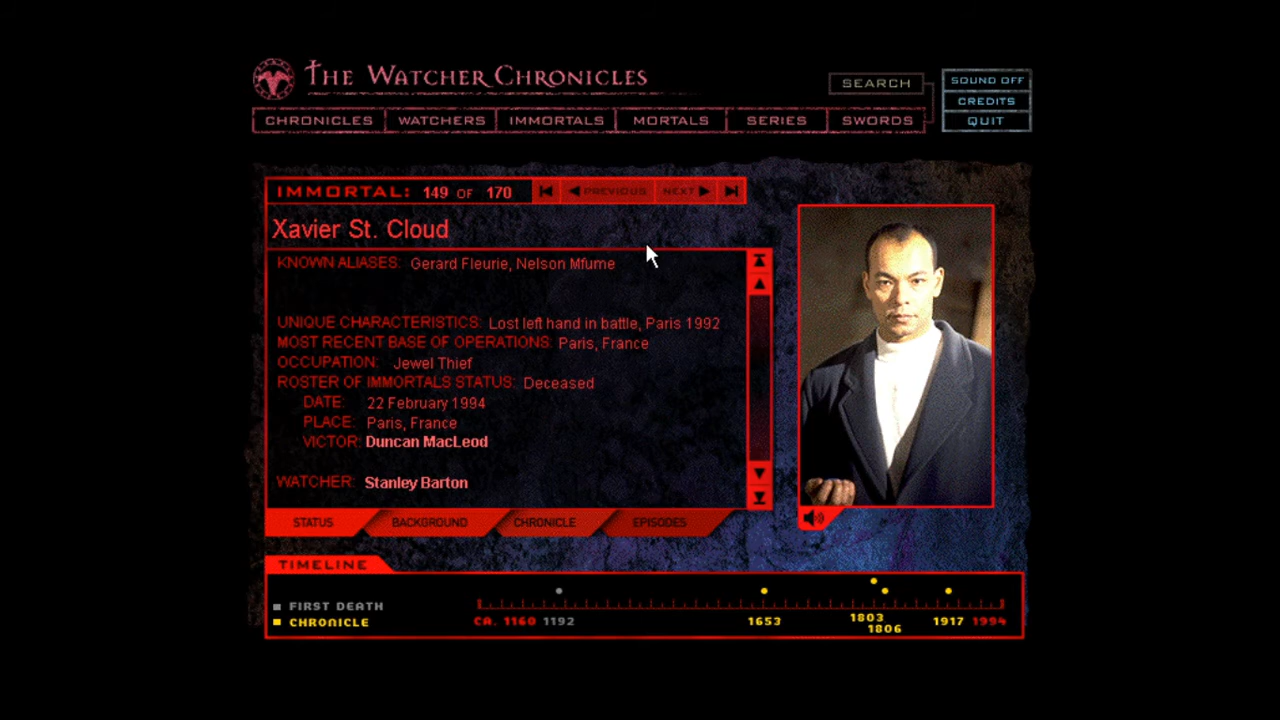 THE WATCHER CHRONICLES
SEARCH
SOUND OFF
CREDITS
QUIT
CHRONICLES WATCHERS IMMORTALS MORTALS SERIES SWORDS
IMMORTAL: 149 OF 170 PREVIOUS NEXT
Xavier St. Cloud
KNOWN ALIASES: Gerard Fleurie, Nelson Mfume
UNIQUE CHARACTERISTICS: Lost left hand in battle, Paris 1992
MOST RECENT BASE OF OPERATIONS: Paris, France
OCCUPATION: Jewel Thief
ROSTER OF IMMORTALS STATUS: Deceased
DATE: 22 February 1994
PLACE: Paris, France
VICTOR: Duncan MacLeod
WATCHER: Stanley Barton
STATUS BACKGROUND CHRONICLE EPISODES
TIMELINE
FIRST DEATH
CHRONICLE
CA. 1160 1192 1653 1803 1806 1917 1994